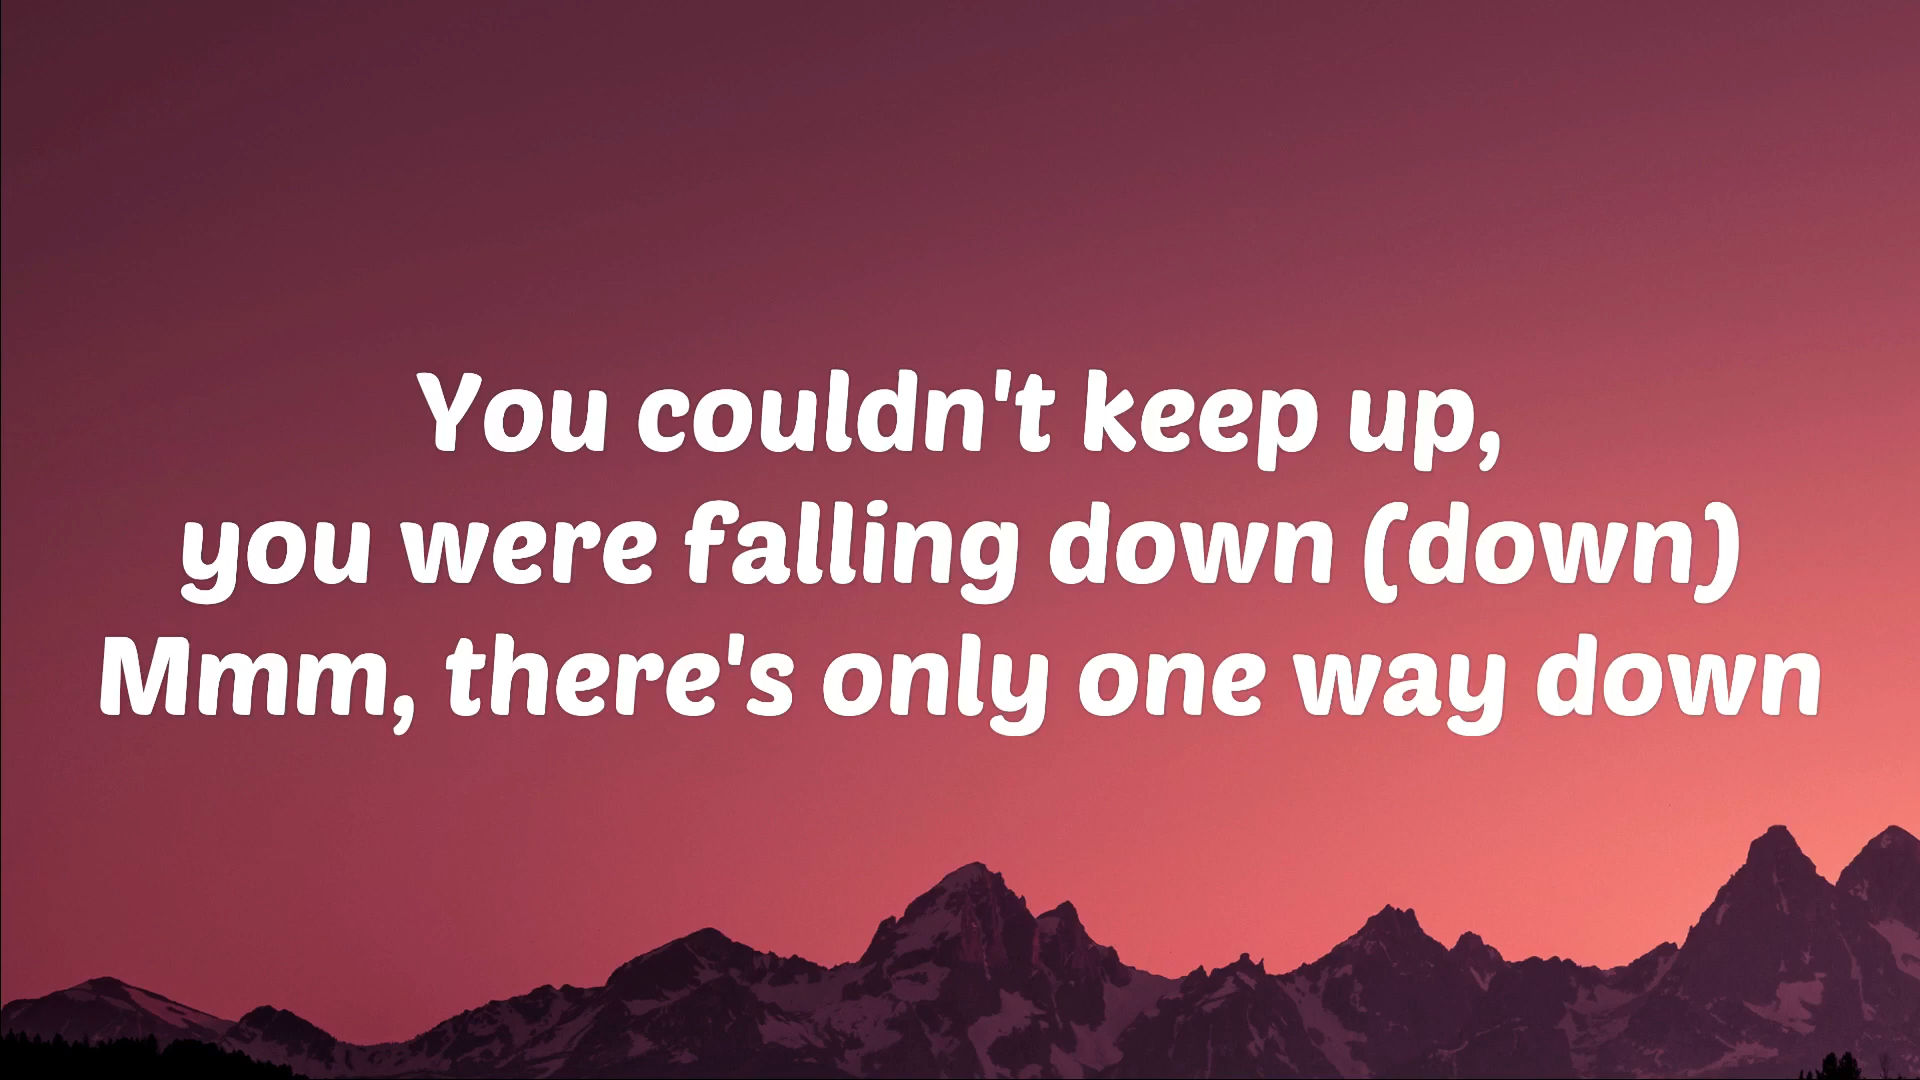 You couldn't keep up,
you were falling down (down)
Mmm, there's only one way down